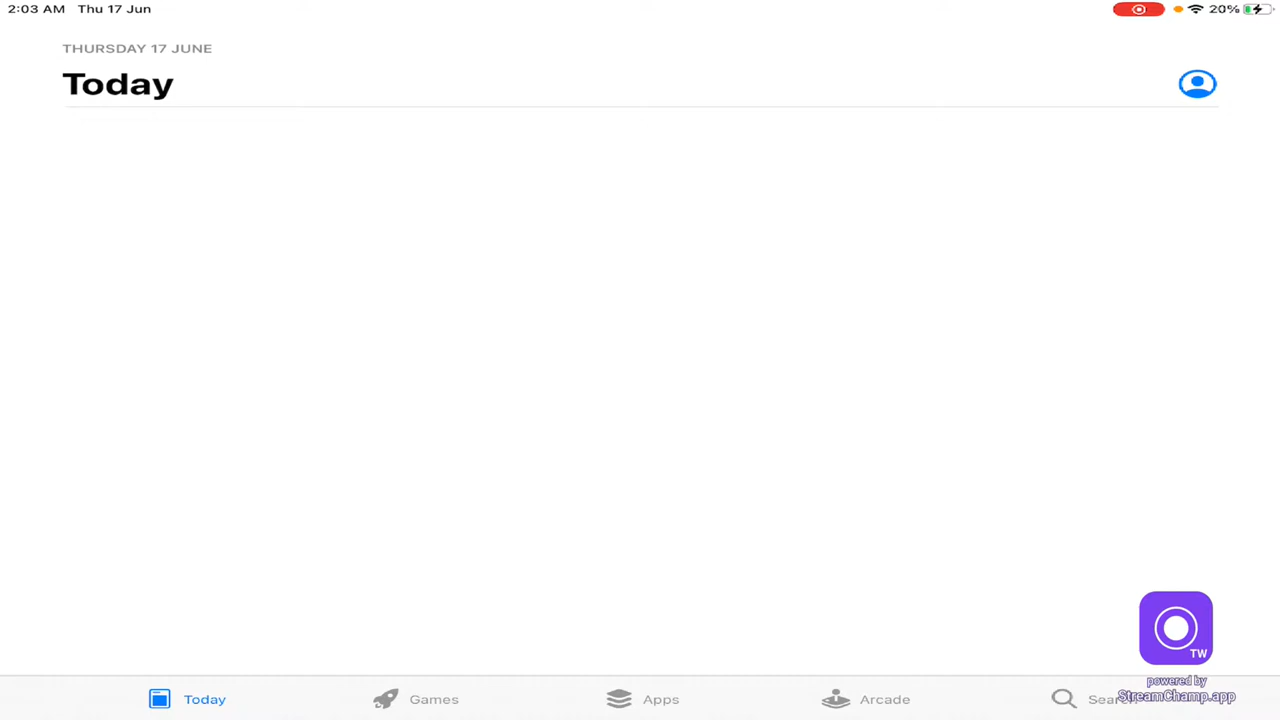 2:03 AM Thu 17 Jun
20%
THURSDAY 17 JUNE
Today
TW
powered by
StreamChamp.app
Today
Games
Apps
Arcade